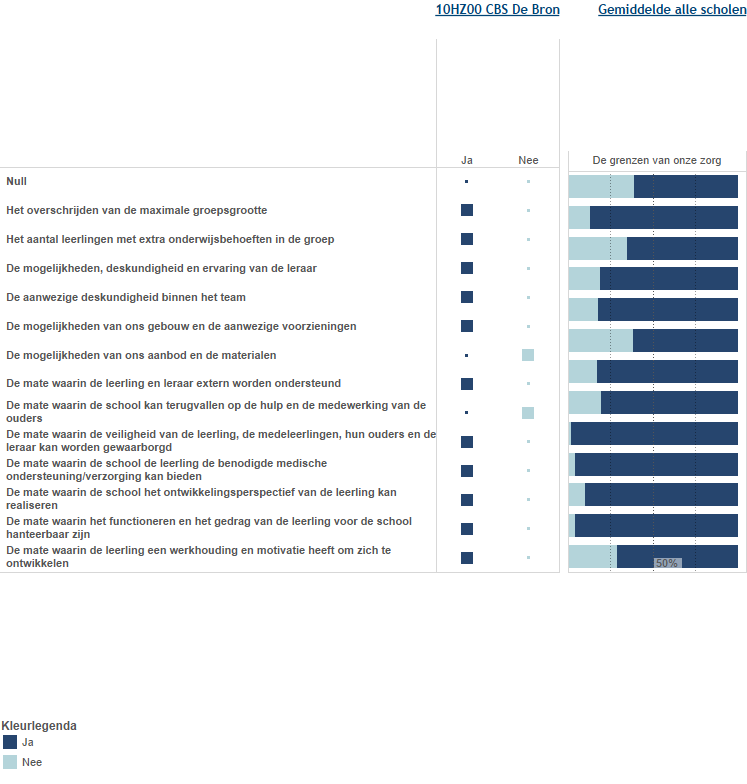 10HZ00 CBS De Bron
Gemiddelde alle scholen
Ja
Nee
De grenzen van onze zorg
Null
Het overschrijden van de maximale groepsgrootte
Het aantal leerlingen met extra onderwijsbehoeften in de groep
De mogelijkheden, deskundigheid en ervaring van de leraar
De aanwezige deskundigheid binnen het team
De mogelijkheden van ons gebouw en de aanwezige voorzieningen
De mogelijkheden van ons aanbod en de materialen
De mate waarin de leerling en leraar extern worden ondersteund
De mate waarin de school kan terugvallen op de hulp en de medewerking van de
ouders
De mate waarin de veiligheid van de leerling, de medeleerlingen, hun ouders en de
leraar kan worden gewaarborgd
De mate waarin de school de leerling de benodigde medische
ondersteuning/verzorging kan bieden
De mate waarin de school het ontwikkelingsperspectief van de leerling kan
realiseren
De mate waarin het functioneren en het gedrag van de leerling voor de school
hanteerbaar zijn
De mate waarin de leerling een werkhouding en motivatie heeft om zich te
ontwikkelen
50%
Kleurlegenda
Ja
Nee